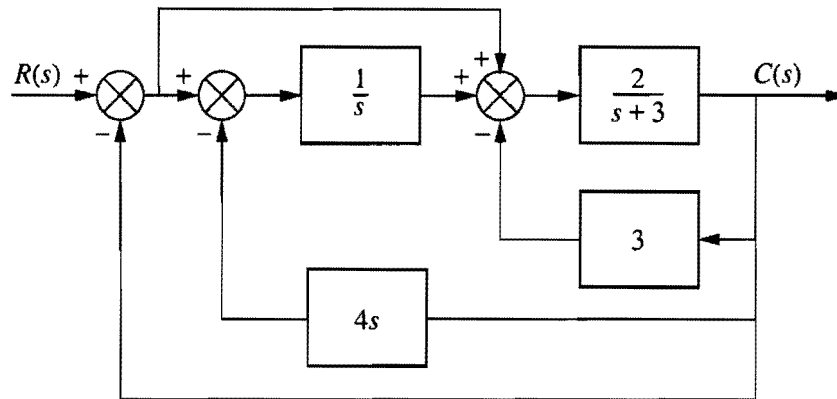 R(s) + + 1/s + + 2/(s + 3) C(s)
− − −
3
4s